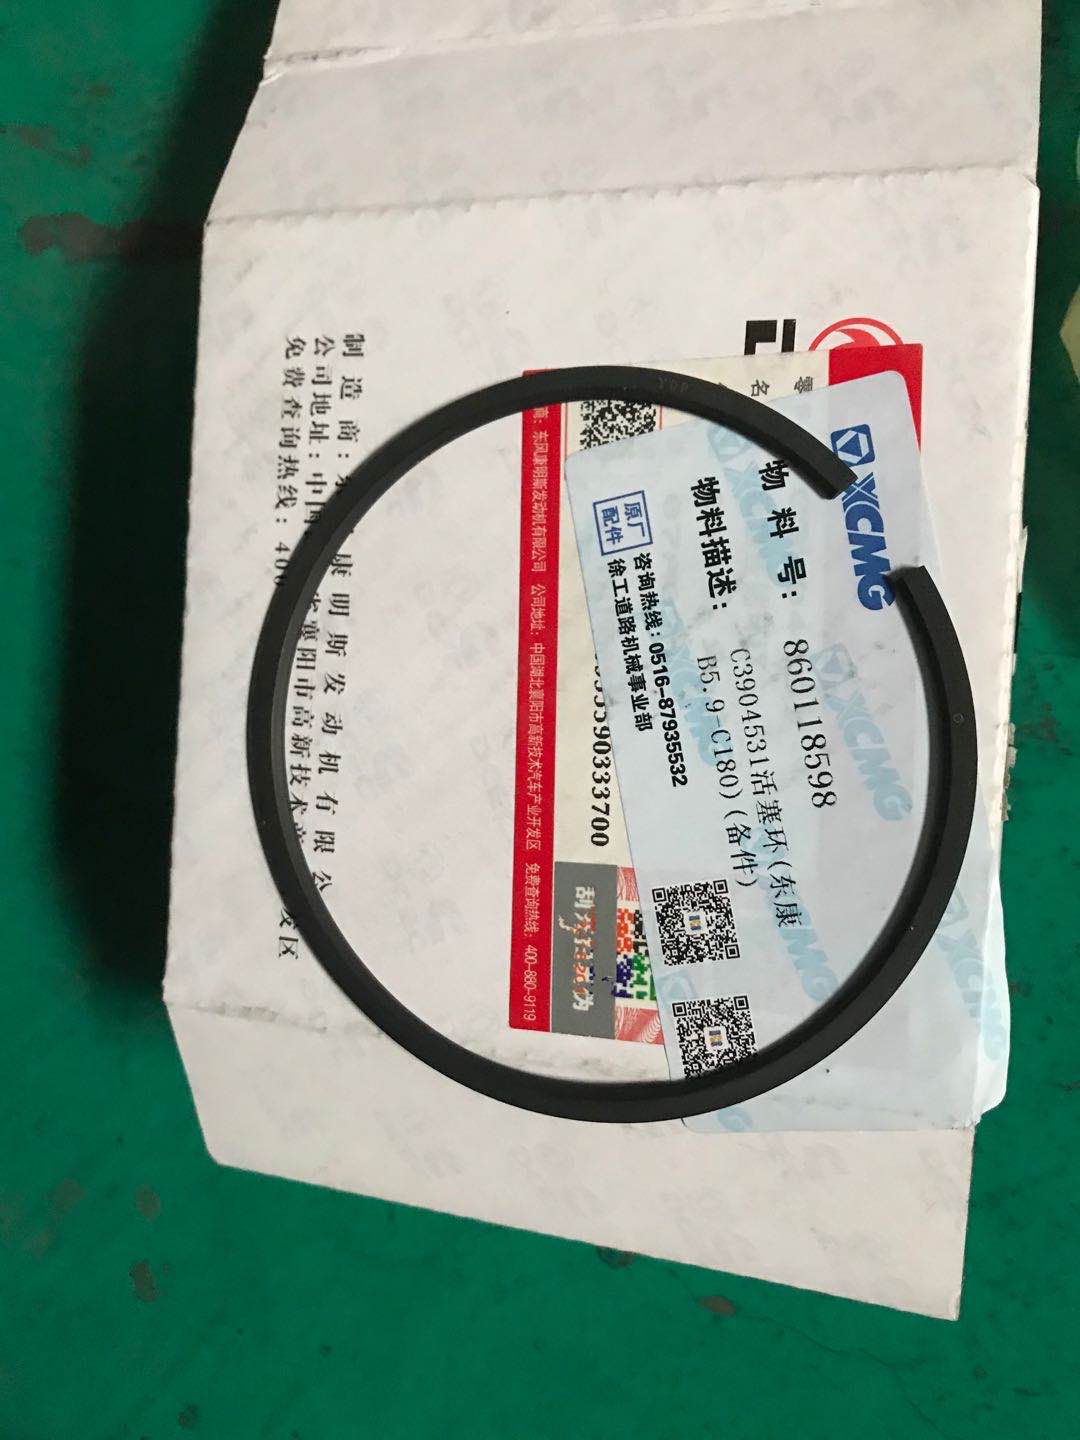 XCMG
物料号：860118598
物料描述：C3904531活塞环(东康
B5.9-C180)(备件)
原厂
配件
咨询热线：0516-87935532
徐工道路机械事业部
59033370​0
刮
商：东风康明斯发动机有限公司 公司地址：中国湖北襄阳市高新技术汽车产业开发区 免费查询热线：400-880-9119
制造商：
康明斯发动机有限公
公司地址：中
襄阳市高新技术
发区
免费查询热线：400